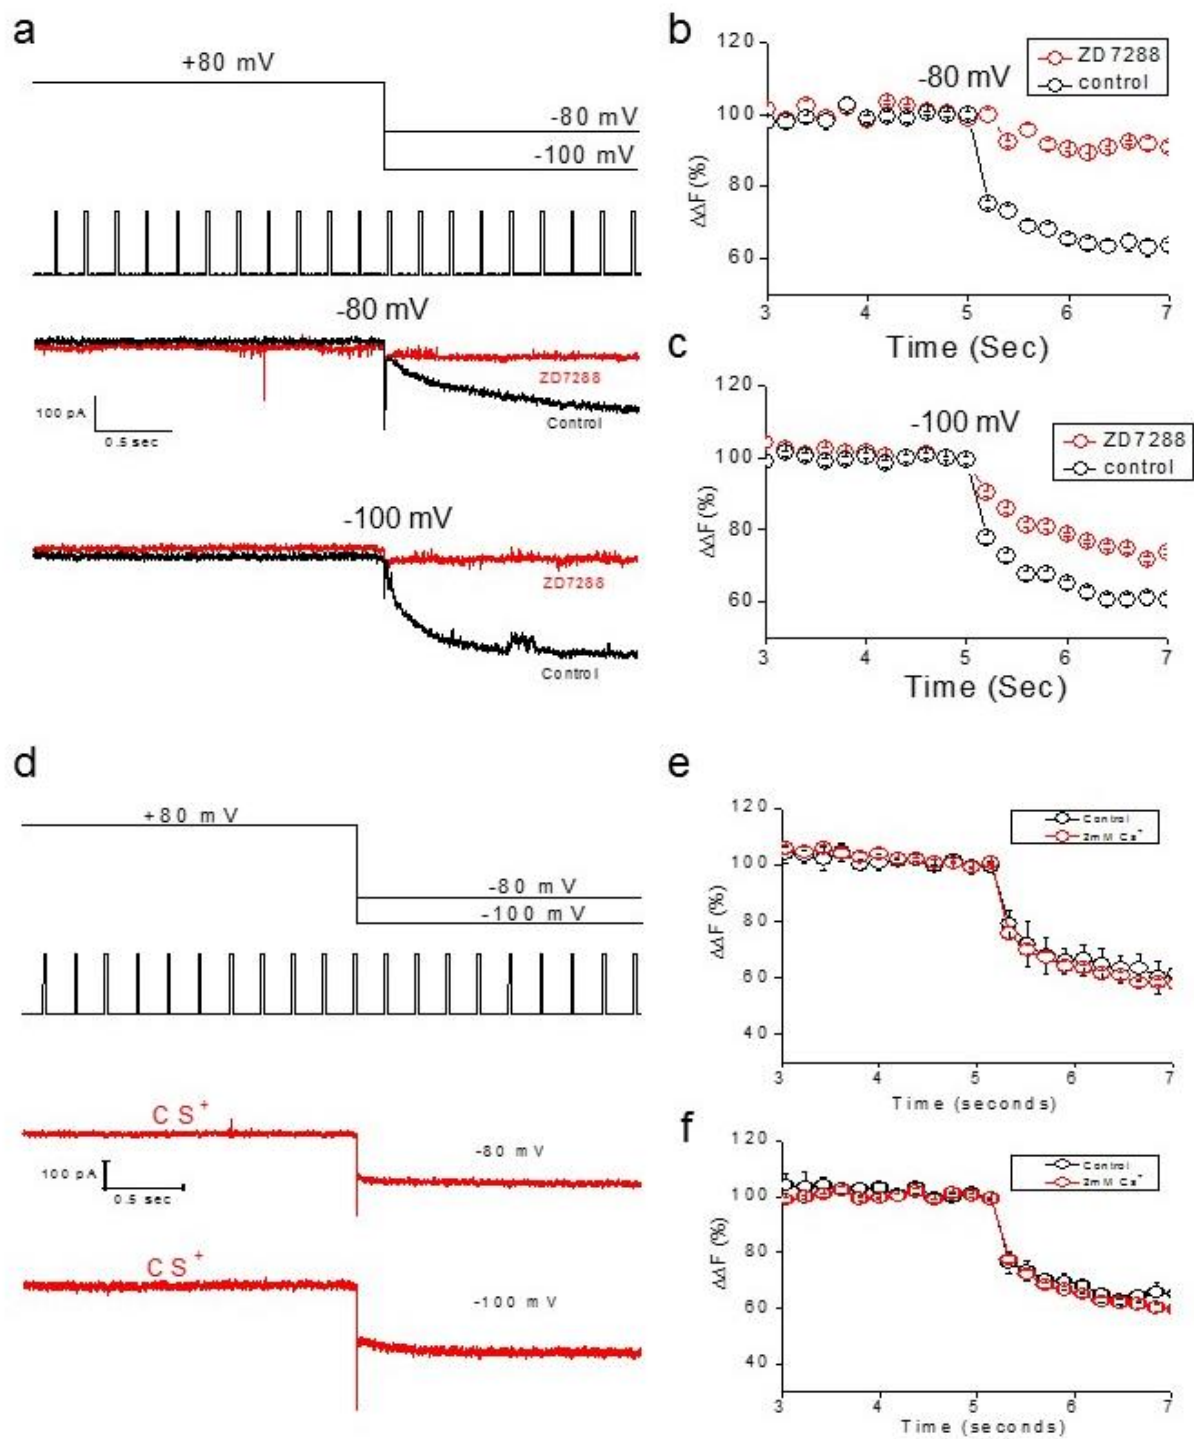 a
+80 mV
-80 mV
-100 mV
-80 mV
ZD7288
Control
100 pA
0.5 sec
-100 mV
ZD7288
Control
b
120
100
80
60
ΔΔF (%)
-80 mV
ZD7288
control
3 4 5 6 7
Time (Sec)
c
120
100
80
60
ΔΔF (%)
-100 mV
ZD7288
control
3 4 5 6 7
Time (Sec)
d
+80 mV
-80 mV
-100 mV
CS+
-80 mV
100 pA
0.5 sec
CS+
-100 mV
e
120
100
80
60
40
ΔΔF (%)
Control
2mM Cs+
3 4 5 6 7
Time (seconds)
f
120
100
80
60
40
ΔΔF (%)
Control
2mM Cs+
3 4 5 6 7
Time (seconds)